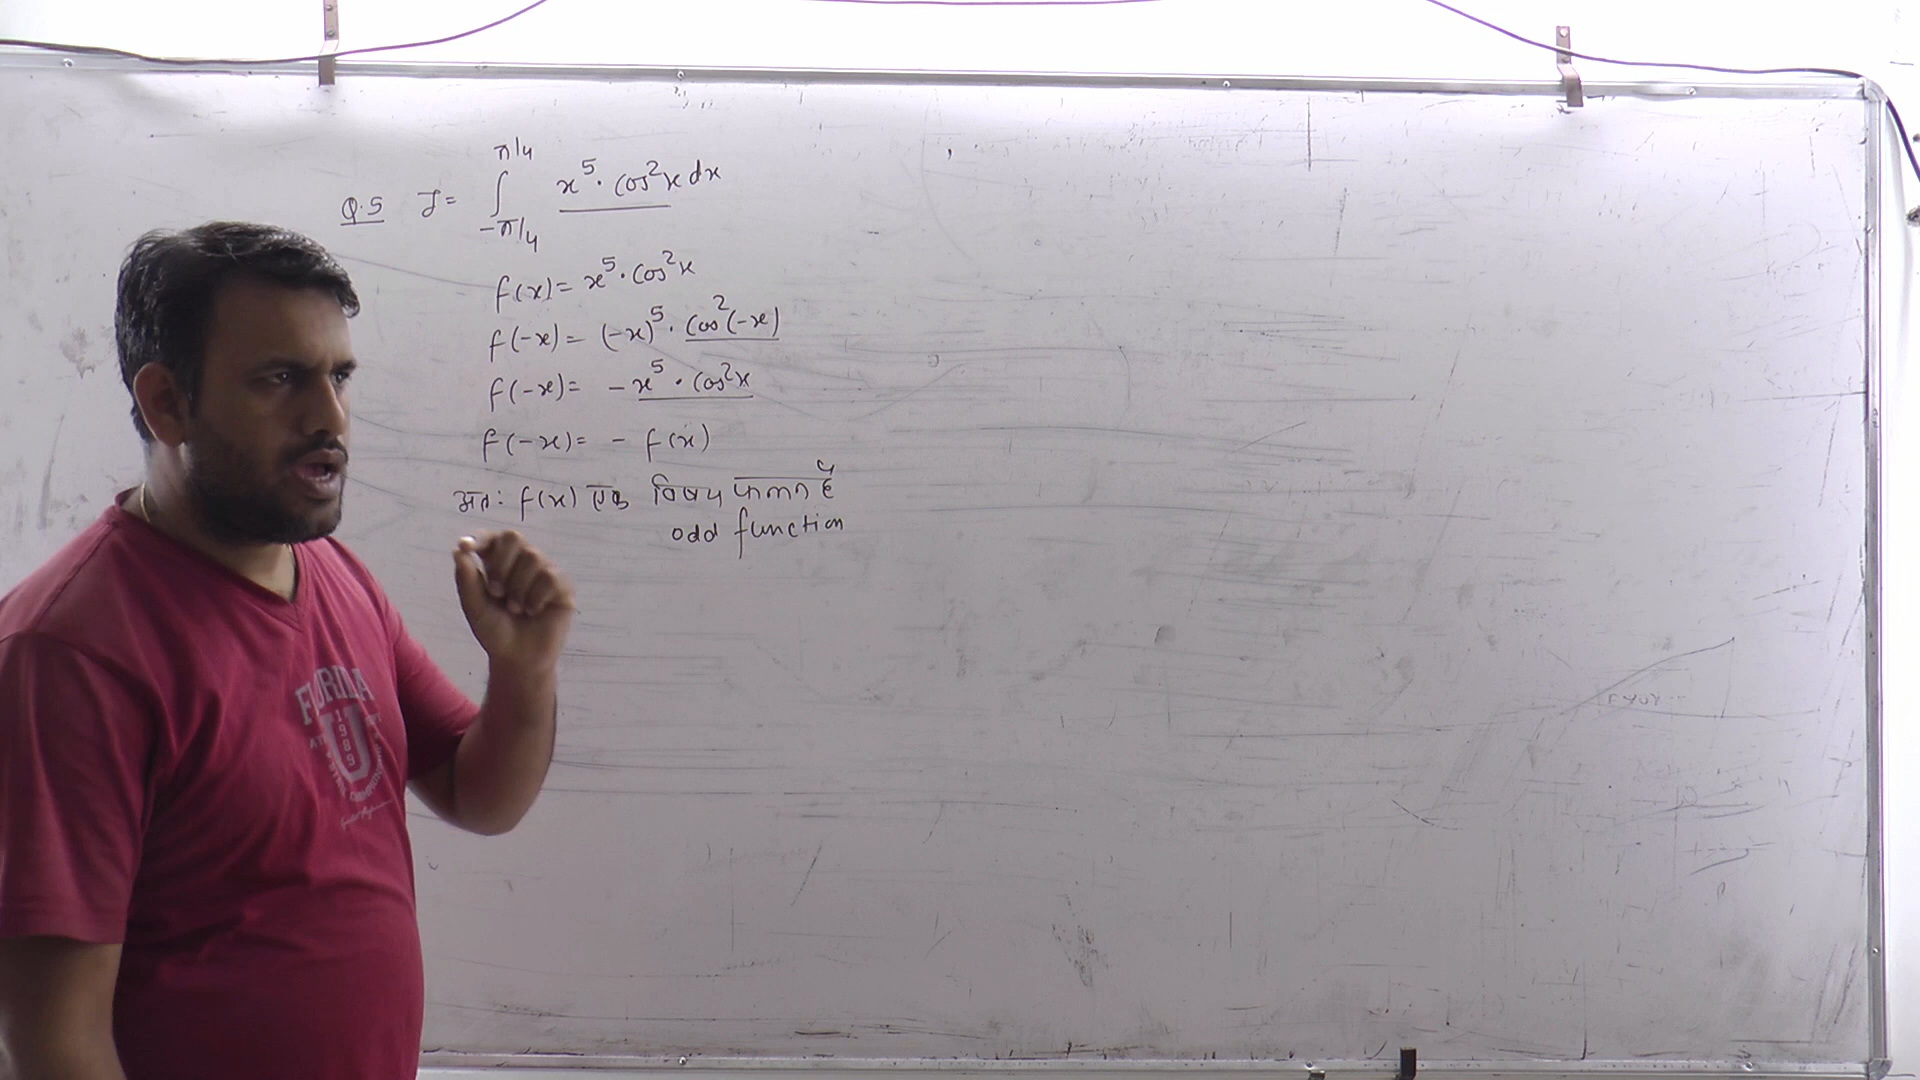 Q.5 I = ∫_{-π/4}^{π/4} x⁵·cos²x dx
f(x) = x⁵·cos²x
f(-x) = (-x)⁵·cos²(-x)
f(-x) = -x⁵·cos²x
f(-x) = - f(x)
अतः f(x) एक विषम फलन है
odd function
FLORIDA
U
1989